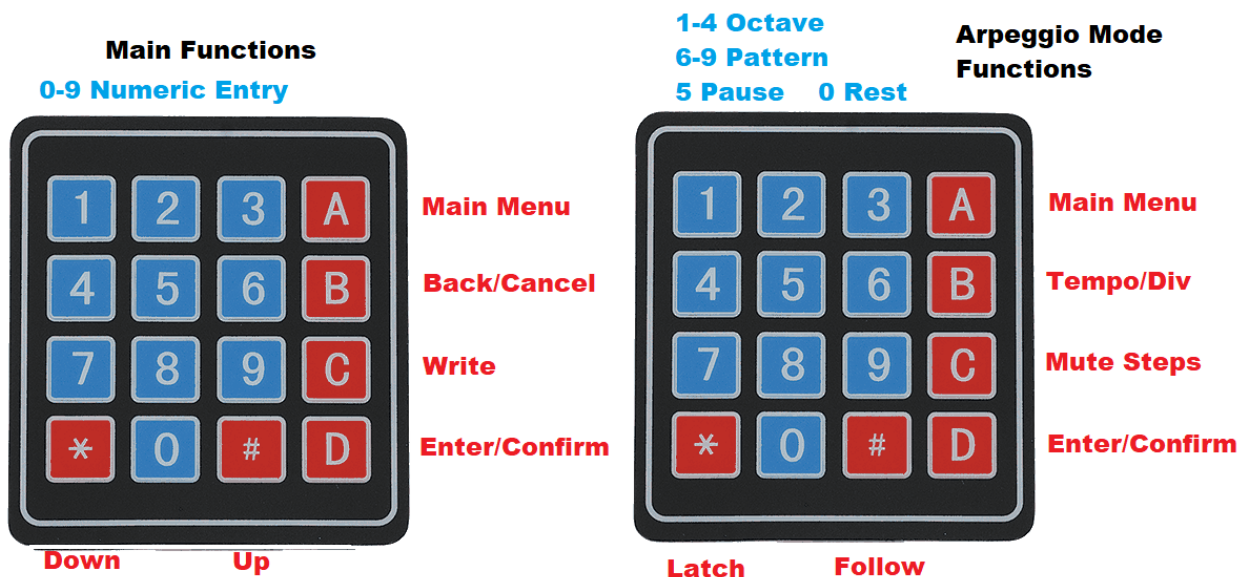 Main Functions
0-9 Numeric Entry
1 2 3 A Main Menu
4 5 6 B Back/Cancel
7 8 9 C Write
* 0 # D Enter/Confirm
Down Up
1-4 Octave
6-9 Pattern
5 Pause 0 Rest
Arpeggio Mode
Functions
1 2 3 A Main Menu
4 5 6 B Tempo/Div
7 8 9 C Mute Steps
* 0 # D Enter/Confirm
Latch Follow